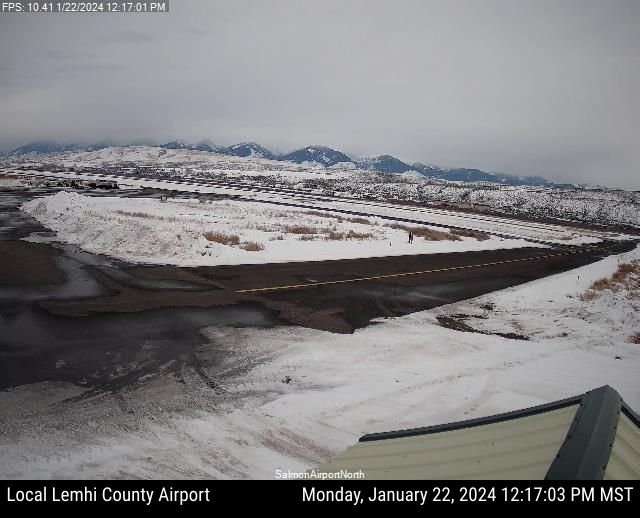 FPS: 10.41 1/22/2024 12:17:01 PM
SalmonAirportNorth
Local Lemhi County Airport Monday, January 22, 2024 12:17:03 PM MST